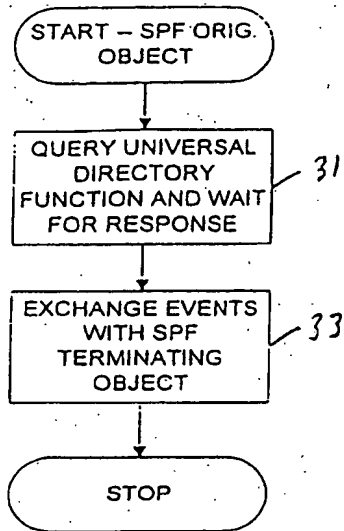 START – SPF ORIG.
OBJECT
QUERY UNIVERSAL
DIRECTORY
FUNCTION AND WAIT
FOR RESPONSE
31
EXCHANGE EVENTS
WITH SPF
TERMINATING
OBJECT
33
STOP